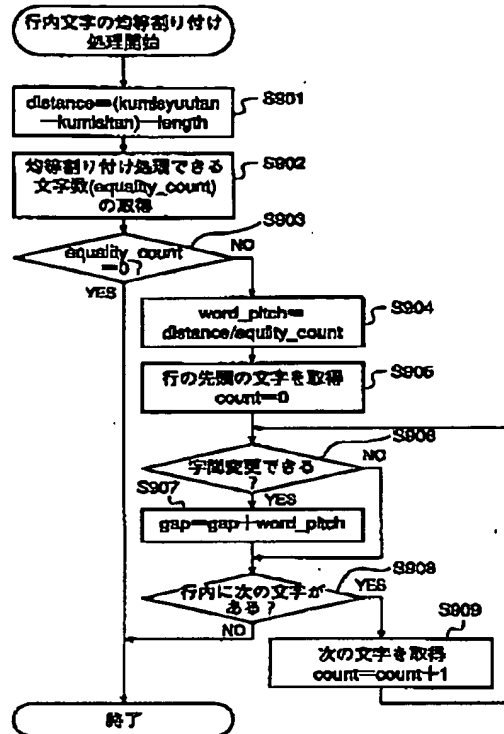 行内文字の均等割り付け
処理開始
distance=(kumisyuutan
—kumisitan)—length
S901
均等割り付け処理できる
文字数(equality_count)
の取得
S902
equality_count
=0?
S903
NO
YES
word_pitch=
distance/equlity_count
S904
行の先頭の文字を取得
count=0
S905
字間変更できる
?
S906
NO
YES
S907
gap=gap+word_pitch
行内に次の文字が
ある?
S908
YES
NO
S909
次の文字を取得
count=count+1
終了